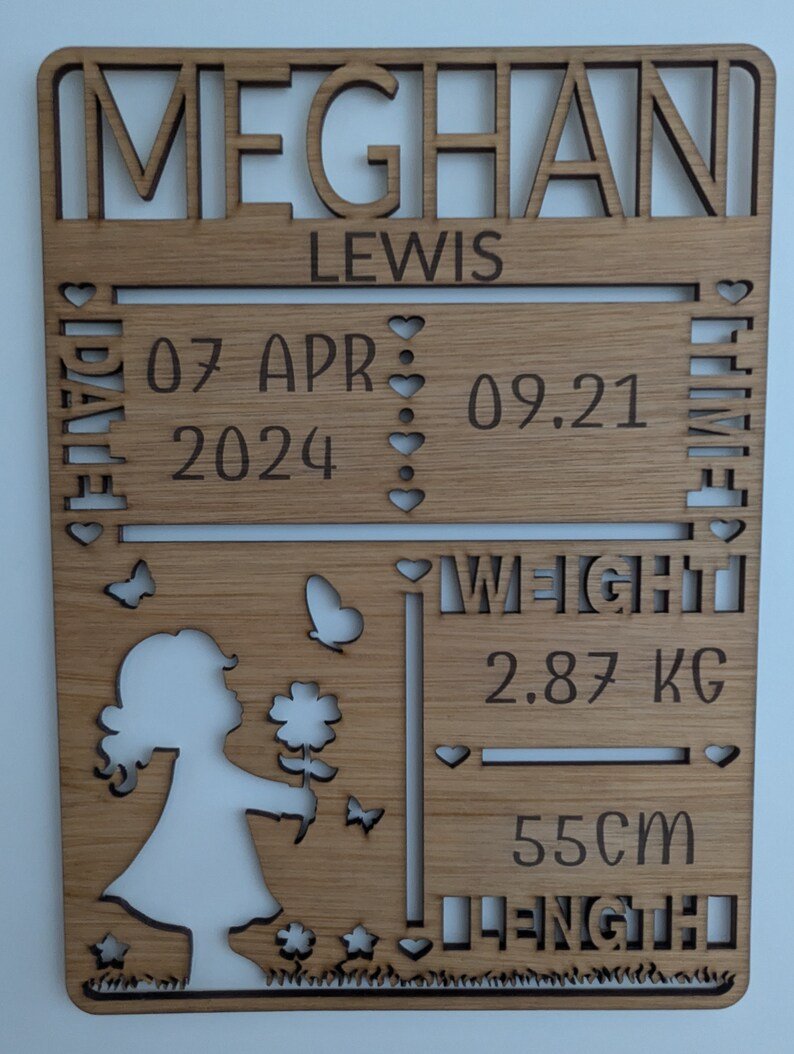 MEGHAN
LEWIS
DATE
07 APR
2024
09.21
TIME
WEIGHT
2.87 KG
55CM
LENGTH